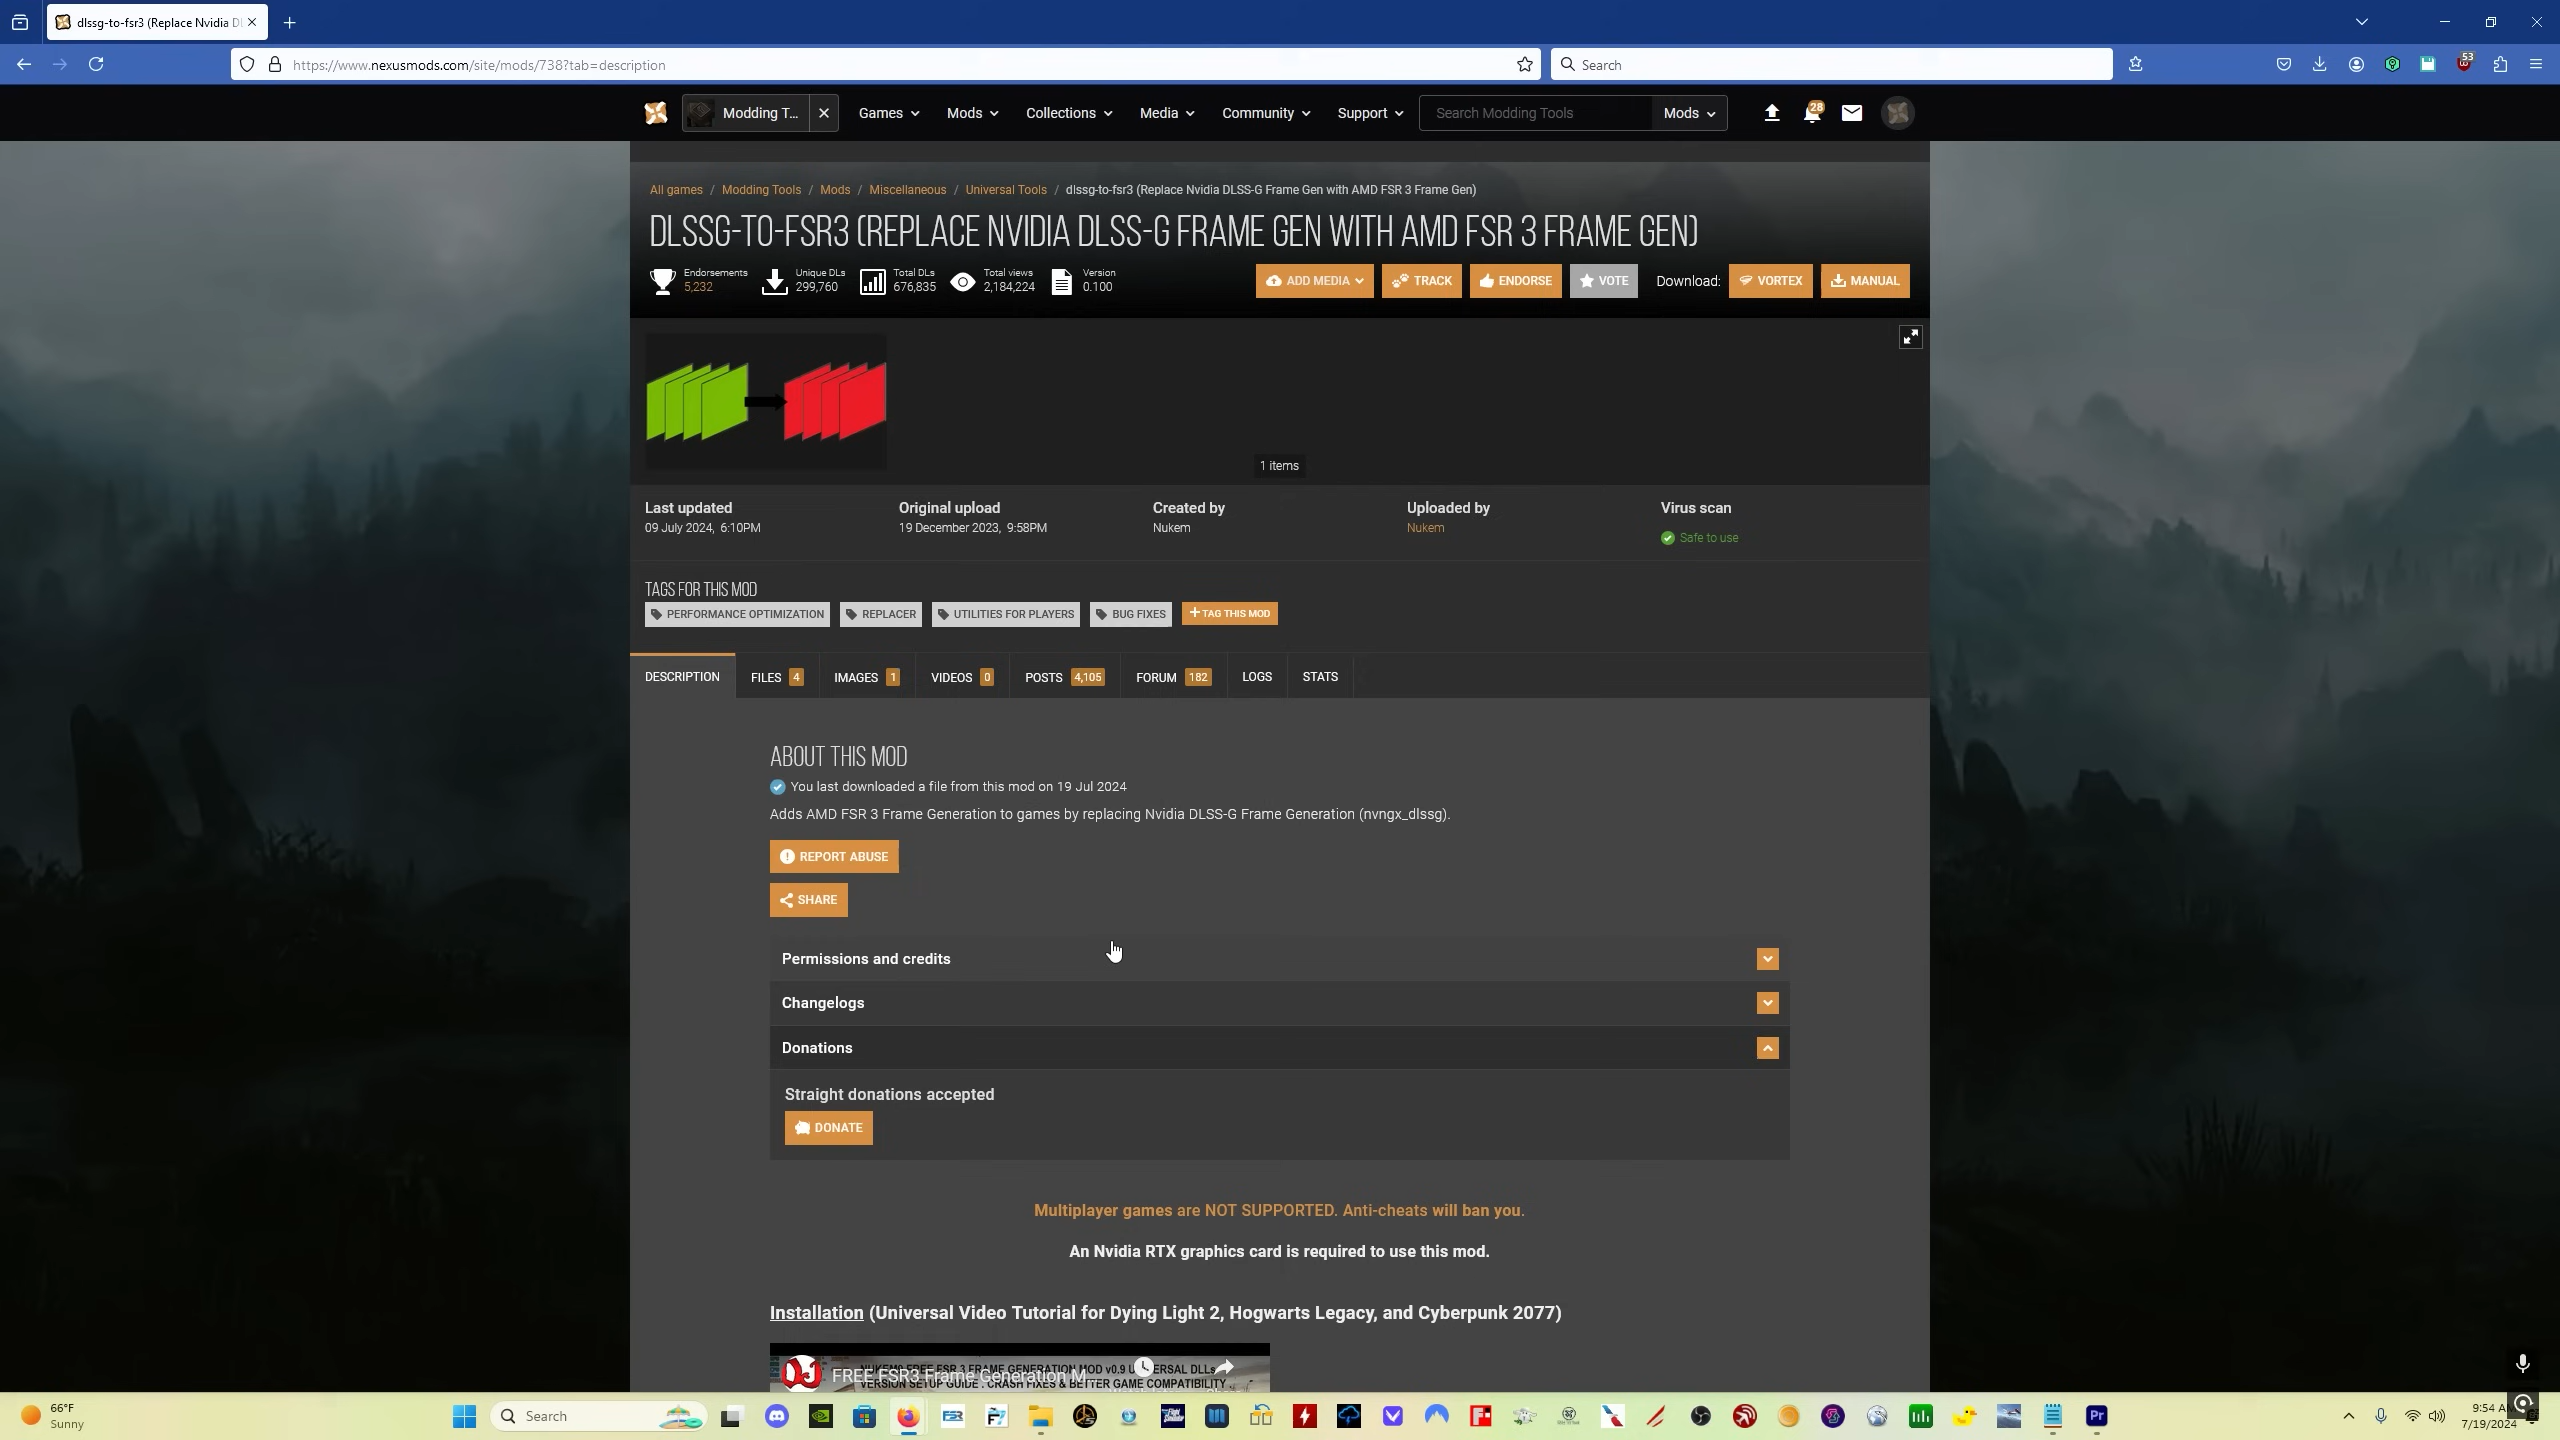 dlssg-to-fsr3 (Replace Nvidia D
https://www.nexusmods.com/site/mods/738?tab=description
Search
53
Modding T...
Games
Mods
Collections
Media
Community
Support
Search Modding Tools
Mods
28
All games / Modding Tools / Mods / Miscellaneous / Universal Tools / dlssg-to-fsr3 (Replace Nvidia DLSS-G Frame Gen with AMD FSR 3 Frame Gen)
DLSSG-TO-FSR3 (REPLACE NVIDIA DLSS-G FRAME GEN WITH AMD FSR 3 FRAME GEN)
Endorsements
5,232
Unique DLs
299,760
Total DLs
676,835
Total views
2,184,224
Version
0.100
ADD MEDIA
TRACK
ENDORSE
VOTE
Download:
VORTEX
MANUAL
1 items
Last updated
09 July 2024, 6:10PM
Original upload
19 December 2023, 9:58PM
Created by
Nukem
Uploaded by
Nukem
Virus scan
Safe to use
TAGS FOR THIS MOD
PERFORMANCE OPTIMIZATION
REPLACER
UTILITIES FOR PLAYERS
BUG FIXES
TAG THIS MOD
DESCRIPTION
FILES 4
IMAGES 1
VIDEOS 0
POSTS 4,105
FORUM 182
LOGS
STATS
ABOUT THIS MOD
You last downloaded a file from this mod on 19 Jul 2024
Adds AMD FSR 3 Frame Generation to games by replacing Nvidia DLSS-G Frame Generation (nvngx_dlssg).
REPORT ABUSE
SHARE
Permissions and credits
Changelogs
Donations
Straight donations accepted
DONATE
Multiplayer games are NOT SUPPORTED. Anti-cheats will ban you.
An Nvidia RTX graphics card is required to use this mod.
Installation (Universal Video Tutorial for Dying Light 2, Hogwarts Legacy, and Cyberpunk 2077)
FREE FSR3 Frame Generation M
VERSION SETUP GUIDE . CRASH FIXES & BETTER GAME COMPATIBILITY
66°F
Sunny
Search
FSR
Pr
9:54
7/19/2024